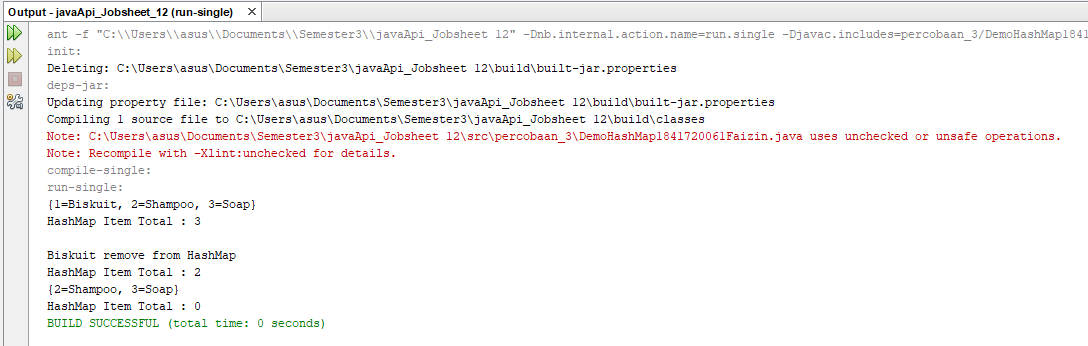 Output - javaApi_Jobsheet_12 (run-single) ×
ant -f "C:\\Users\\asus\\Documents\\Semester3\\javaApi_Jobsheet 12" -Dnb.internal.action.name=run.single -Djavac.includes=percobaan_3/DemoHashMap1841
init:
Deleting: C:\Users\asus\Documents\Semester3\javaApi_Jobsheet 12\build\built-jar.properties
deps-jar:
Updating property file: C:\Users\asus\Documents\Semester3\javaApi_Jobsheet 12\build\built-jar.properties
Compiling 1 source file to C:\Users\asus\Documents\Semester3\javaApi_Jobsheet 12\build\classes
Note: C:\Users\asus\Documents\Semester3\javaApi_Jobsheet 12\src\percobaan_3\DemoHashMap1841720061Faizin.java uses unchecked or unsafe operations.
Note: Recompile with -Xlint:unchecked for details.
compile-single:
run-single:
{1=Biskuit, 2=Shampoo, 3=Soap}
HashMap Item Total : 3
Biskuit remove from HashMap
HashMap Item Total : 2
{2=Shampoo, 3=Soap}
HashMap Item Total : 0
BUILD SUCCESSFUL (total time: 0 seconds)